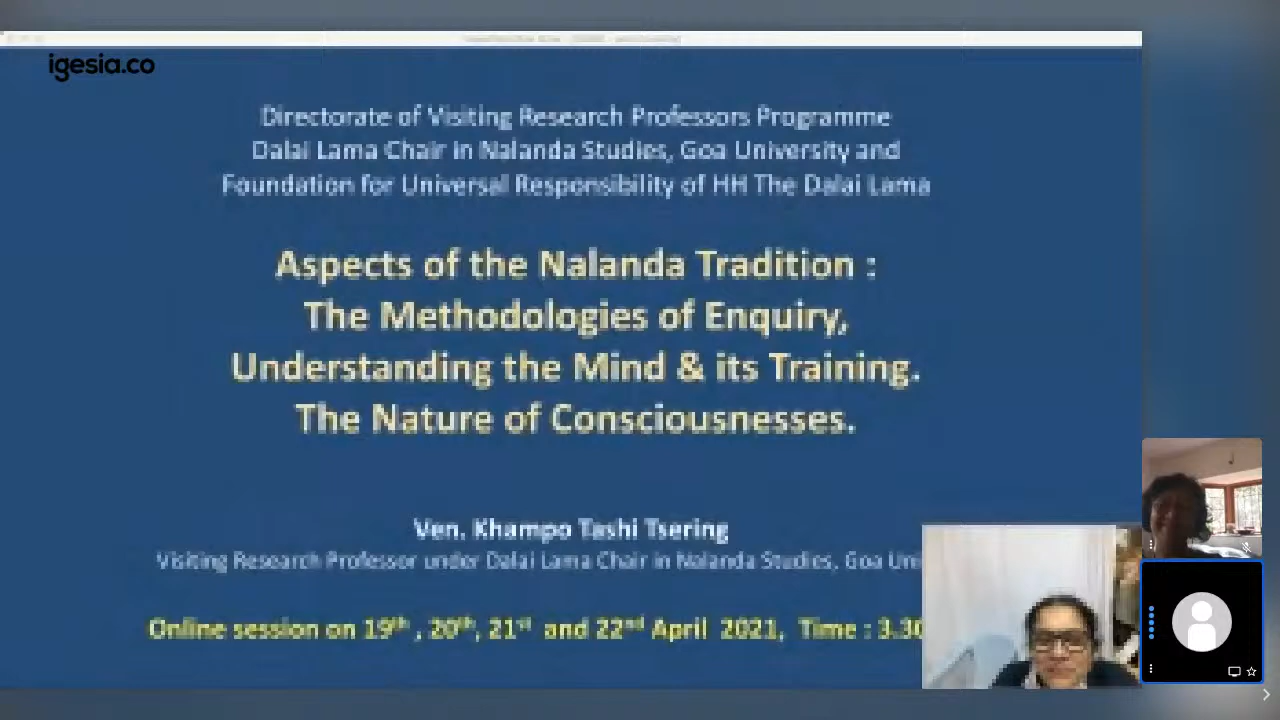 igesia.co
Directorate of Visiting Research Professors Programme
Dalai Lama Chair in Nalanda Studies, Goa University and
Foundation for Universal Responsibility of HH The Dalai Lama
Aspects of the Nalanda Tradition :
The Methodologies of Enquiry,
Understanding the Mind & its Training.
The Nature of Consciousnesses.
Ven. Khampo Tashi Tsering
Visiting Research Professor under Dalai Lama Chair in Nalanda Studies, Goa Uni
Online session on 19th , 20th, 21st and 22nd April 2021, Time : 3.30